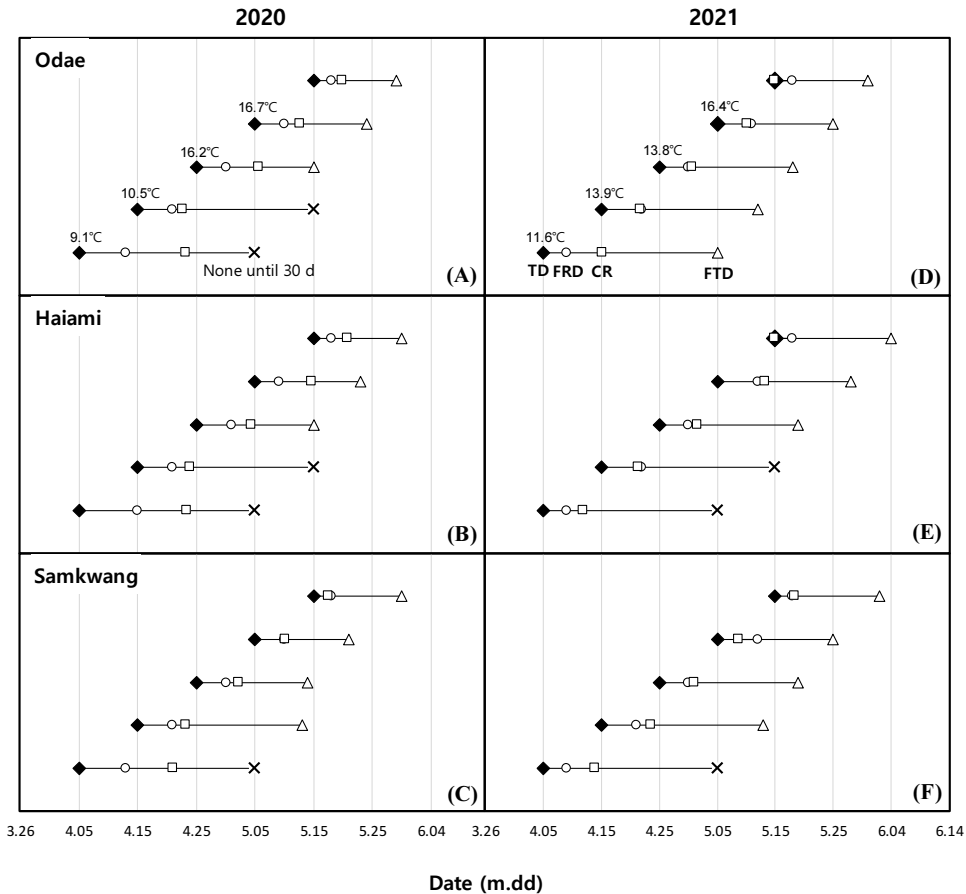 2020 2021
Odae
16.7℃ 16.4℃
16.2℃ 13.8℃
10.5℃ 13.9℃
9.1℃ 11.6℃
None until 30 d (A) TD FRD CR FTD (D)
Haiami
(B) (E)
Samkwang
(C) (F)
3.26 4.05 4.15 4.25 5.05 5.15 5.25 6.04 3.26 4.05 4.15 4.25 5.05 5.15 5.25 6.04 6.14
Date (m.dd)